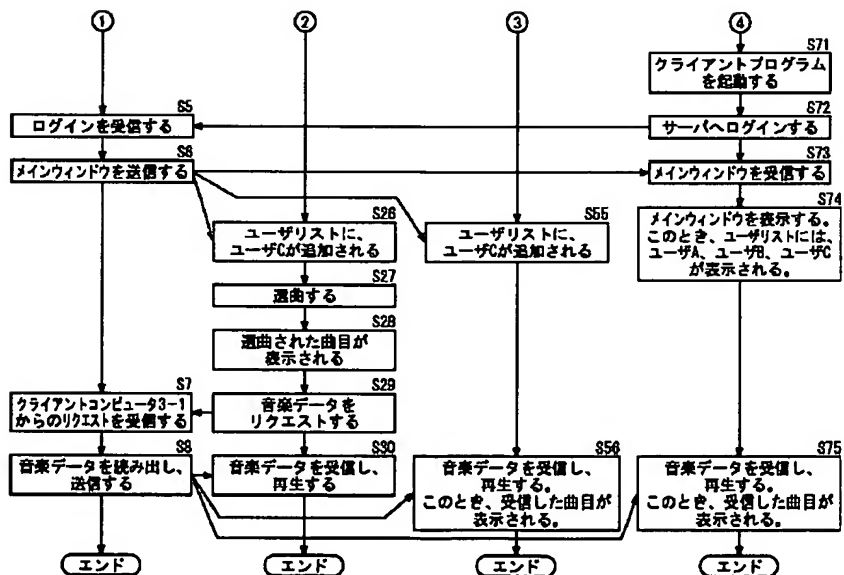 ①
②
③
④
S71
クライアントプログラム
を起動する
S5
ログインを受信する
S72
サーバへログインする
S6
メインウィンドウを送信する
S73
メインウィンドウを受信する
S26
ユーザリストに、
ユーザCが追加される
S55
ユーザリストに、
ユーザCが追加される
S74
メインウィンドウを表示する。
このとき、ユーザリストには、
ユーザA、ユーザB、ユーザC
が表示される。
S27
選曲する
S28
選曲された曲目が
表示される
S7
クライアントコンピュータ3-1
からのリクエストを受信する
S29
音楽データを
リクエストする
S8
音楽データを読み出し、
送信する
S30
音楽データを受信し、
再生する
S56
音楽データを受信し、
再生する。
このとき、受信した曲目が
表示される。
S75
音楽データを受信し、
再生する。
このとき、受信した曲目が
表示される。
エンド
エンド
エンド
エンド